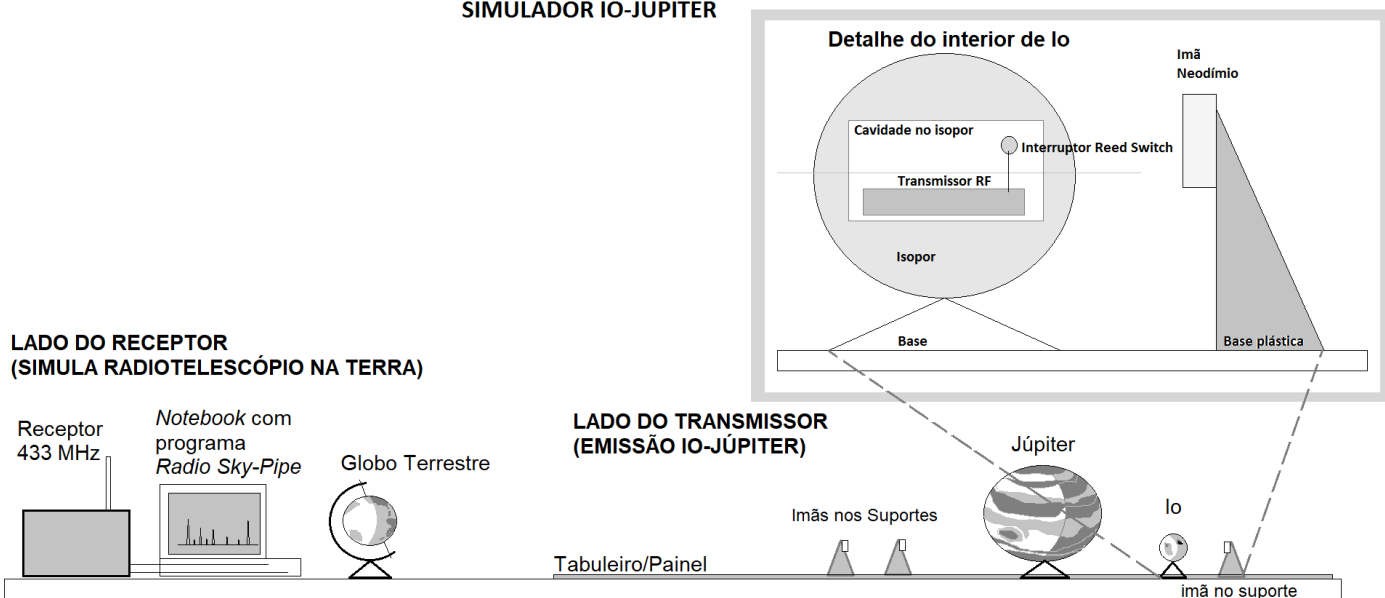 SIMULADOR IO-JÚPITER
Detalhe do interior de Io
Imã
Neodímio
Cavidade no isopor
Interruptor Reed Switch
Transmissor RF
Isopor
Base
Base plástica
LADO DO RECEPTOR
(SIMULA RADIOTELESCÓPIO NA TERRA)
Receptor
433 MHz
Notebook com
programa
Radio Sky-Pipe
Globo Terrestre
LADO DO TRANSMISSOR
(EMISSÃO IO-JÚPITER)
Júpiter
Io
Imãs nos Suportes
Tabuleiro/Painel
imã no suporte